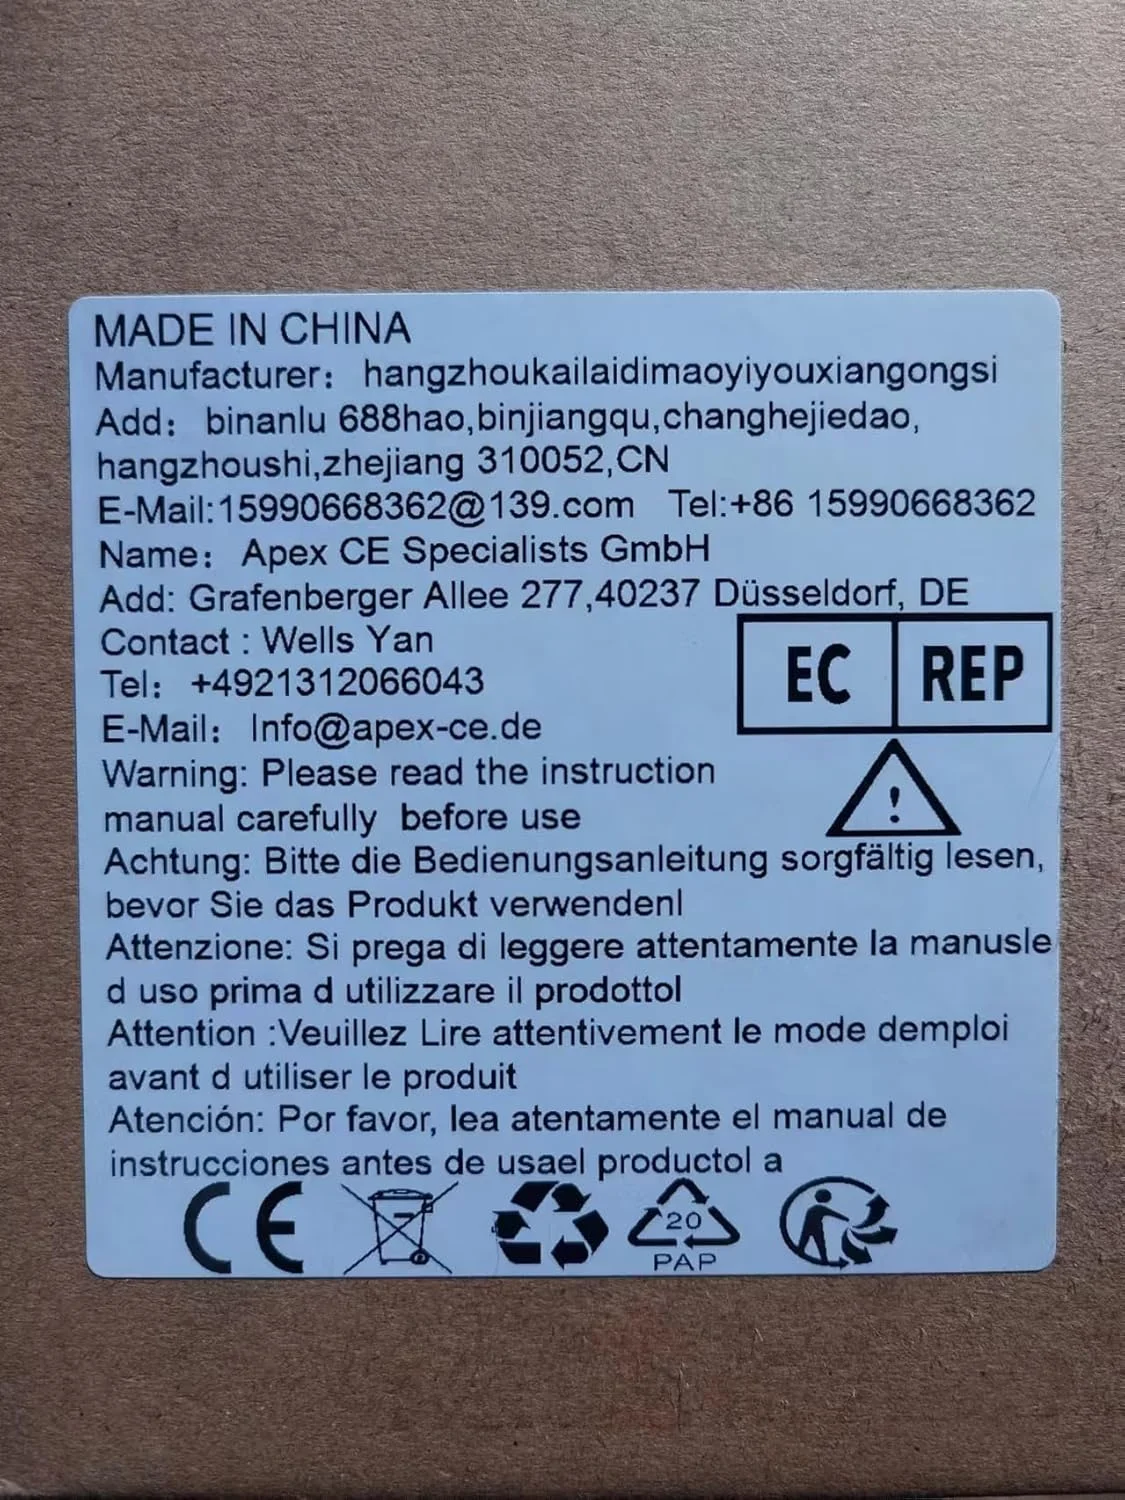 MADE IN CHINA
Manufacturer： hangzhoukailaidimaoyiyouxiangongsi
Add： binanlu 688hao,binjiangqu,changhejiedao,
hangzhoushi,zhejiang 310052,CN
E-Mail:15990668362@139.com Tel:+86 15990668362
Name： Apex CE Specialists GmbH
Add: Grafenberger Allee 277,40237 Düsseldorf, DE
Contact : Wells Yan
Tel： +4921312066043
E-Mail： Info@apex-ce.de
EC REP
Warning: Please read the instruction
manual carefully before use
!
Achtung: Bitte die Bedienungsanleitung sorgfältig lesen,
bevor Sie das Produkt verwendenl
Attenzione: Si prega di leggere attentamente la manusle
d uso prima d utilizzare il prodottol
Attention :Veuillez Lire attentivement le mode demploi
avant d utiliser le produit
Atención: Por favor, lea atentamente el manual de
instrucciones antes de usael productol a
CE
20
PAP